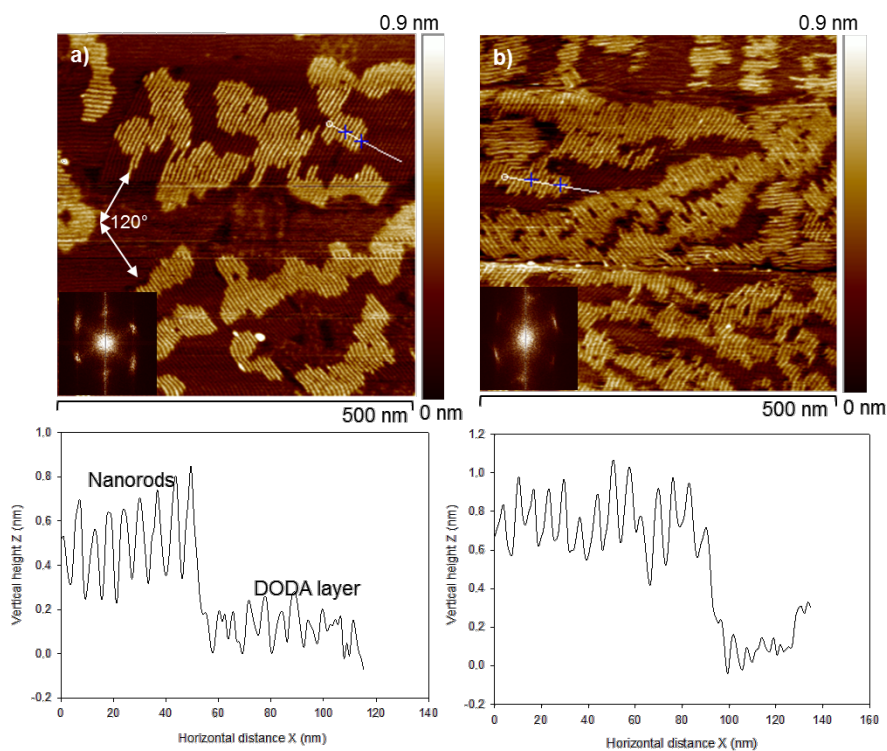 0.9 nm
a)
120°
500 nm
0 nm
0.9 nm
b)
500 nm
0 nm
1.0
0.8
0.6
0.4
0.2
0.0
-0.2
Vertical height Z (nm)
Nanorods
DODA layer
0 20 40 60 80 100 120 140
Horizontal distance X (nm)
1.2
1.0
0.8
0.6
0.4
0.2
0.0
-0.2
Vertical height Z (nm)
0 20 40 60 80 100 120 140 160
Horizontal distance X (nm)